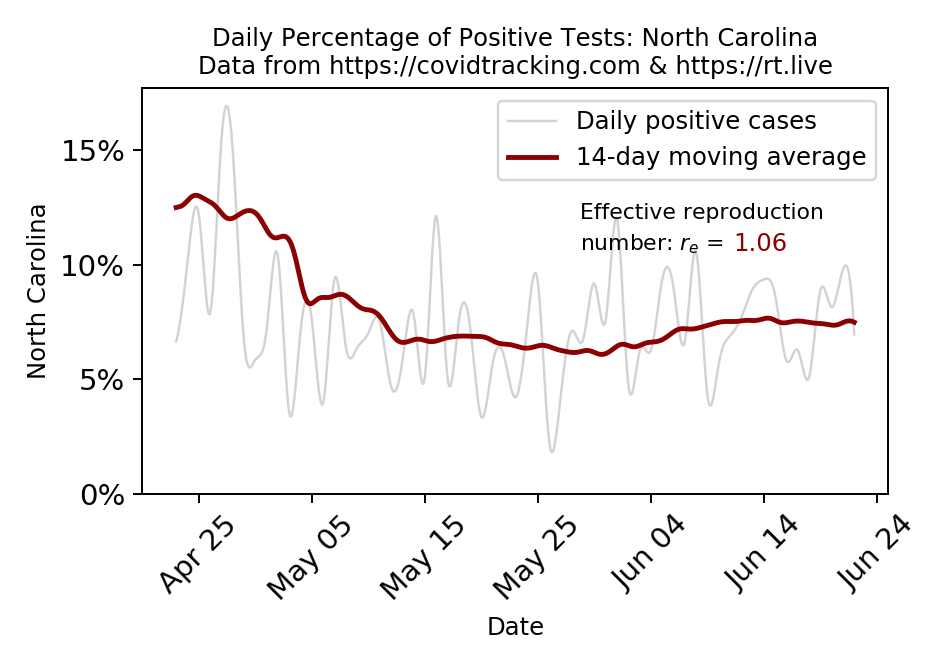 Daily Percentage of Positive Tests: North Carolina
Data from https://covidtracking.com & https://rt.live
Daily positive cases
14-day moving average
Effective reproduction
number: rₑ = 1.06
North Carolina
15%
10%
5%
0%
Apr 25
May 05
May 15
May 25
Jun 04
Jun 14
Jun 24
Date